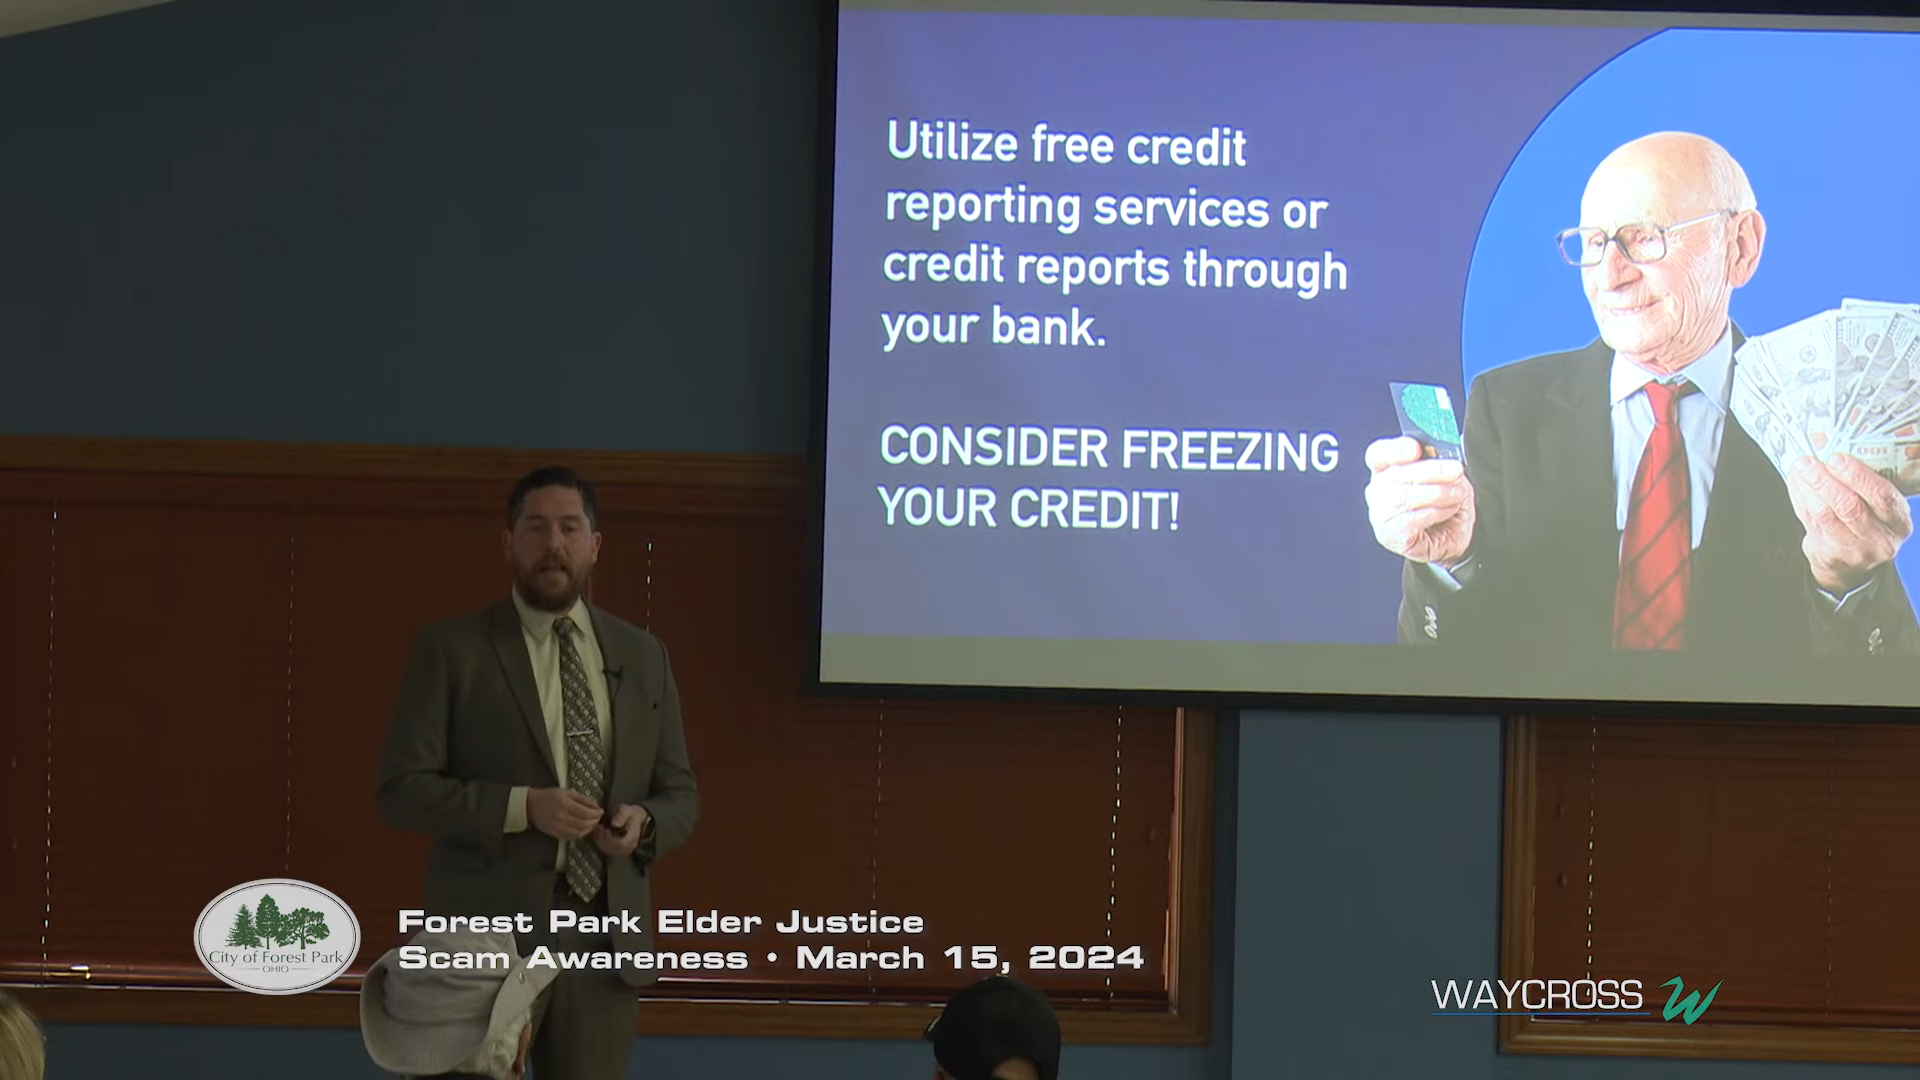 Utilize free credit
reporting services or
credit reports through
your bank.
CONSIDER FREEZING
YOUR CREDIT!
City of Forest Park
OHIO
Forest Park Elder Justice
Scam Awareness • March 15, 2024
WAYCROSS W